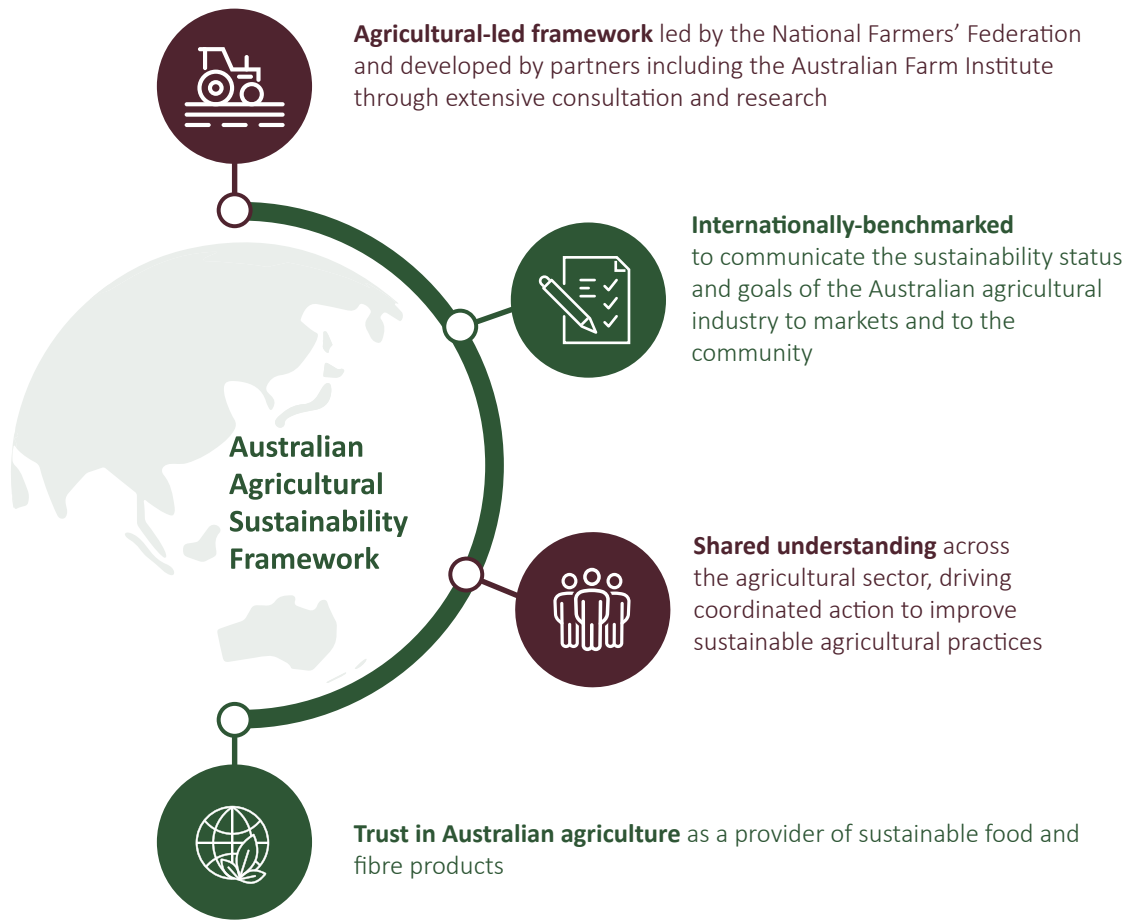 Agricultural-led framework led by the National Farmers’ Federation
and developed by partners including the Australian Farm Institute
through extensive consultation and research
Internationally-benchmarked
to communicate the sustainability status
and goals of the Australian agricultural
industry to markets and to the
community
Australian
Agricultural
Sustainability
Framework
Shared understanding across
the agricultural sector, driving
coordinated action to improve
sustainable agricultural practices
Trust in Australian agriculture as a provider of sustainable food and
fibre products